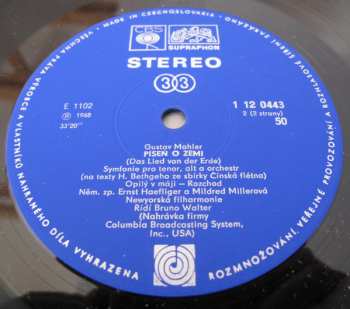 MADE IN CZECHOSLOVAKIA
VŠECHNA PRÁVA VÝROBCE A VLASTNÍKŮ NAHRANÉHO DÍLA VYHRAZENA
ROZMNOŽOVÁNÍ, VEŘEJNÉ PROVOZOVÁNÍ A ROZHLASOVÉ ŠÍŘENÍ ZAKÁZÁNO
CBS
SUPRAPHON
STEREO
33
E 1102
℗ 1968
33'20"
1 12 0443
2 (2 strany)
50
Gustav Mahler
PÍSEŇ O ZEMI
(Das Lied von der Erde)
Symfonie pro tenor, alt a orchestr
(na texty H. Bethgeho ze sbírky Čínská flétna)
Opilý v máji - Rozchod
Něm. zp. Ernst Haefliger a Mildred Millerová
Newyorská filharmonie
Řídí Bruno Walter
(Nahrávka firmy
Columbia Broadcasting System,
Inc., USA)